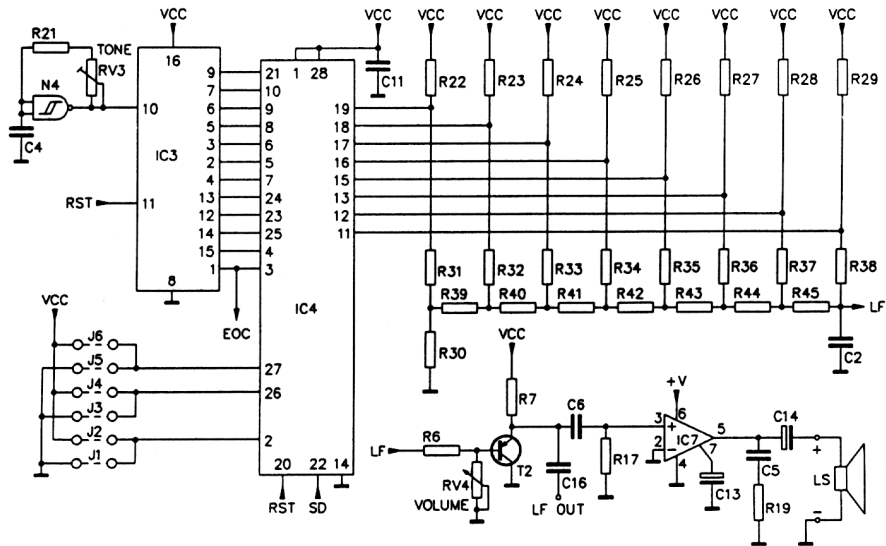 VCC VCC VCC VCC VCC VCC VCC VCC VCC VCC
R21
TONE
RV3
N4
C4
16
10
IC3
RST 11
8
9 21
7 10
6 9
5 8
3 6
2 5
4 7
13 24
12 23
14 25
15 4
1 3
EOC
1 28
C11
IC4
19
18
17
16
15
13
12
11
R22 R23 R24 R25 R26 R27 R28 R29
R31 R32 R33 R34 R35 R36 R37 R38
R39 R40 R41 R42 R43 R44 R45 LF
R30
C2
VCC
J6
J5 27
J4 26
J3
J2 2
J1
20 22 14
RST SD
VCC
R7
LF R6
RV4
VOLUME
T2
C6
C16
LF OUT
R17
+V
3 + 6
2 - IC7 5
7
4
C13
C14
C5
R19
+
LS
-